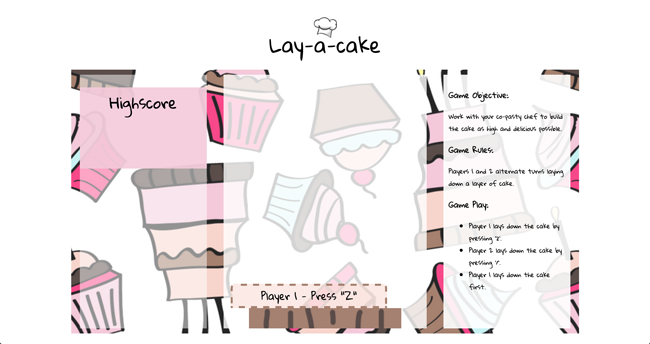 Lay-a-cake
Highscore
Game Objective:
Work with your co-pasty chef to build
the cake as high and delicious possible.
Game Rules:
Players 1 and 2 alternate turns laying
down a layer of cake.
Game Play:
Player 1 lays down the cake by
pressing 'Z'.
Player 2 lays down the cake by
pressing '/'.
Player 1 lays down the cake
first.
Player 1 - Press "Z"